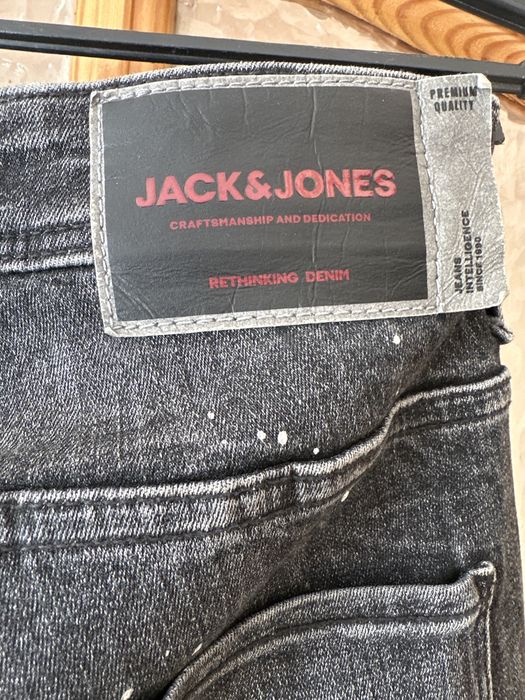 PREMIUM
QUALITY
JACK&JONES
CRAFTSMANSHIP AND DEDICATION
RETHINKING DENIM
JEANS
INTELLIGENCE
SINCE 1990